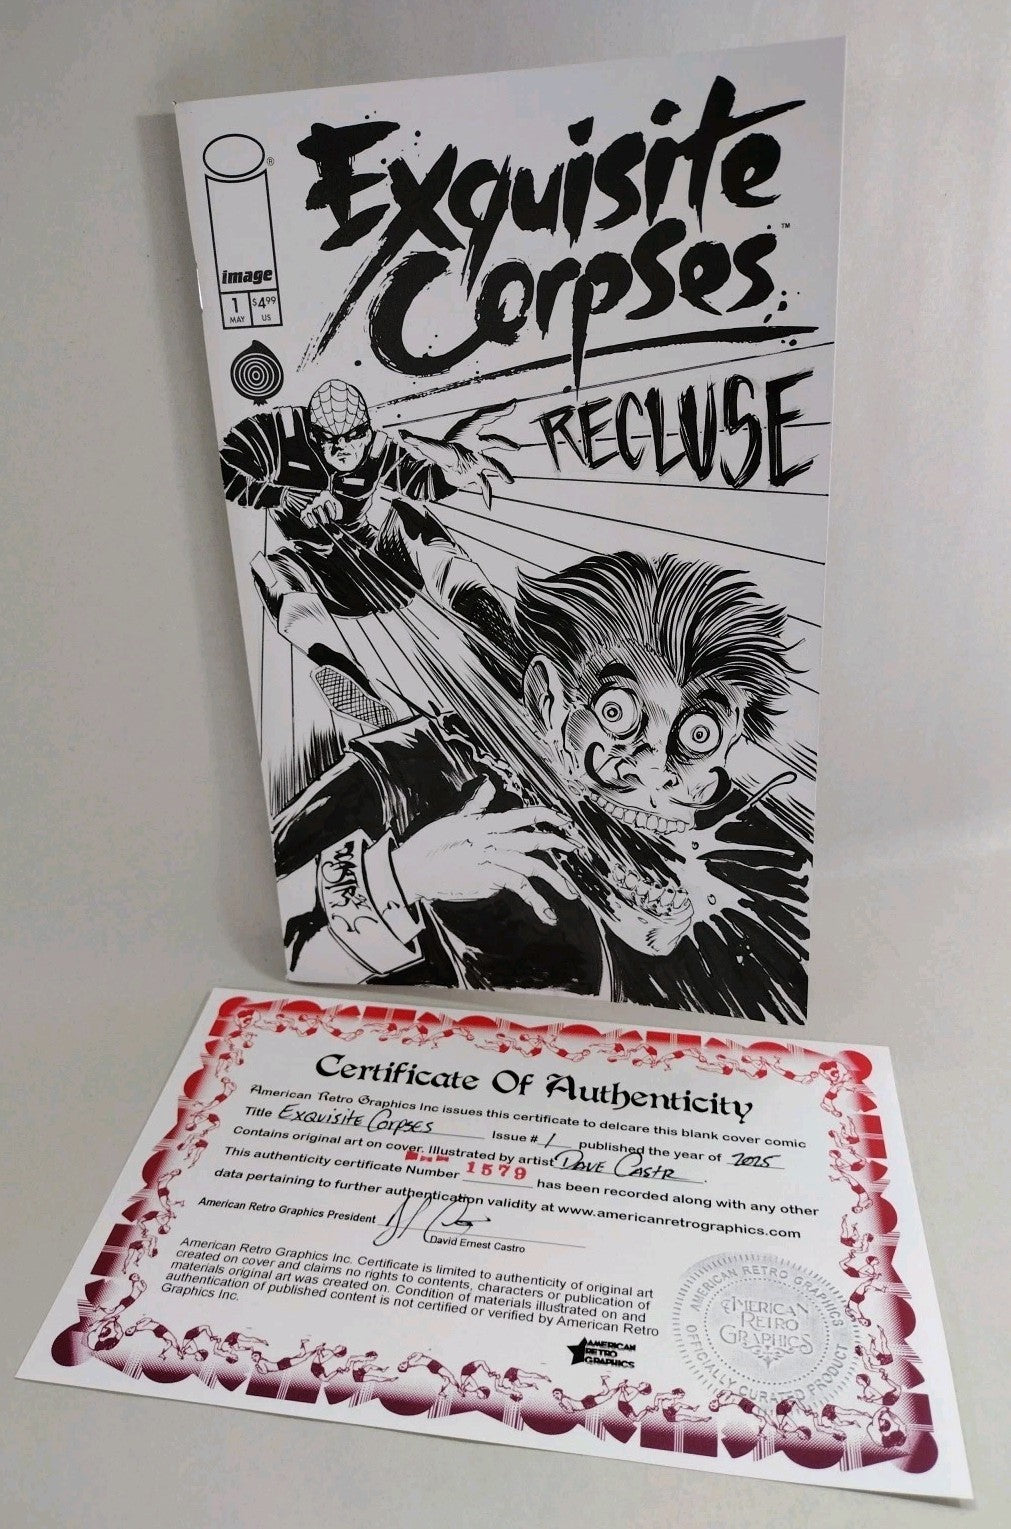 Exquisite
Corpses
™
®
image
1 $4.99
MAY US
RECLUSE
CASTR
Certificate Of Authenticity
American Retro Graphics Inc issues this certificate to delcare this blank cover comic
Title Exquisite Corpses Issue # 1 published the year of 2025
Contains original art on cover. Illustrated by artist Dave Castr.
This authenticity certificate Number 1579 has been recorded along with any other
data pertaining to further authentication validity at www.americanretrographics.com
American Retro Graphics President
David Ernest Castro
American Retro Graphics Inc. Certificate is limited to authenticity of original art
created on cover and claims no rights to contents, characters or publication of
materials original art was created on. Condition of materials illustrated on and
authentication of published content is not certified or verified by American Retro
Graphics Inc.
AMERICAN
RETRO
GRAPHICS
AMERICAN RETRO GRAPHICS
AMERICAN
RETRO
GRAPHICS
OFFICIALLY CURATED PRODUCT